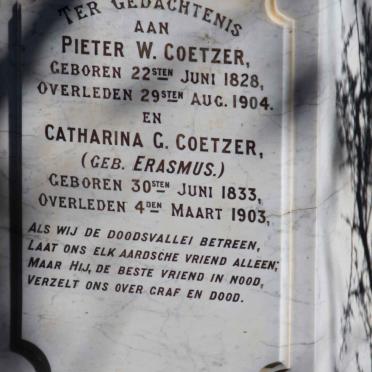 TER GEDACHTENIS
AAN
PIETER W. COETZER,
GEBOREN 22STEN JUNI 1828,
OVERLEDEN 29STEN AUG. 1904.
EN
CATHARINA G. COETZER,
(GEB. ERASMUS.)
GEBOREN 30STEN JUNI 1833,
OVERLEDEN 4DEN MAART 1903,
ALS WIJ DE DOODSVALLEI BETREEN,
LAAT ONS ELK AARDSCHE VRIEND ALLEEN;
MAAR HIJ, DE BESTE VRIEND IN NOOD,
VERZELT ONS OVER GRAF EN DOOD.